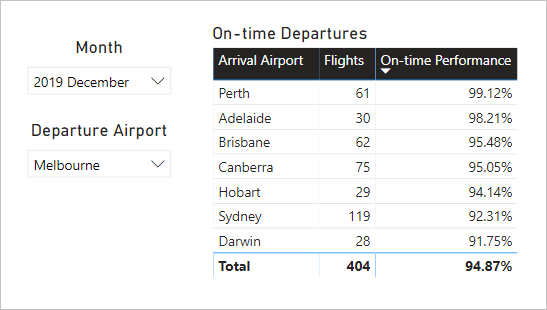 Month
2019 December
Departure Airport
Melbourne
On-time Departures
Arrival Airport Flights On-time Performance
Perth 61 99.12%
Adelaide 30 98.21%
Brisbane 62 95.48%
Canberra 75 95.05%
Hobart 29 94.14%
Sydney 119 92.31%
Darwin 28 91.75%
Total 404 94.87%